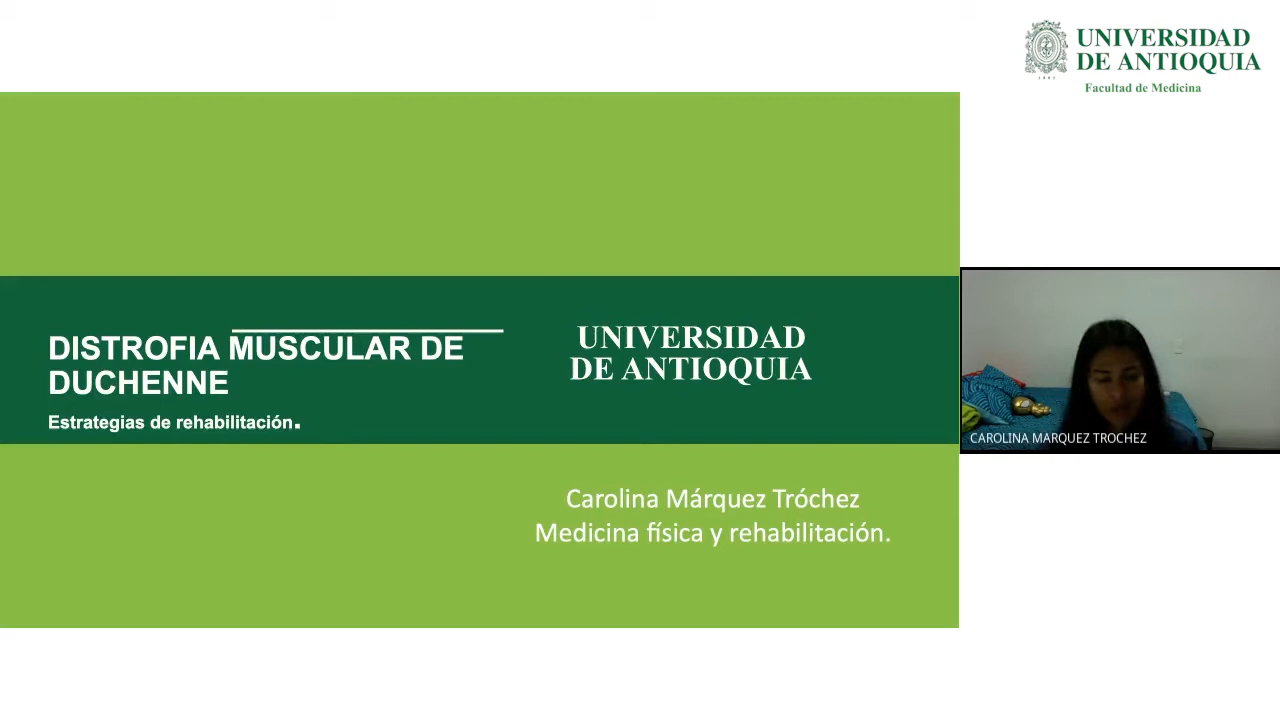 UNIVERSIDAD
DE ANTIOQUIA
1803
Facultad de Medicina
DISTROFIA MUSCULAR DE
DUCHENNE
Estrategias de rehabilitación.
UNIVERSIDAD
DE ANTIOQUIA
Carolina Márquez Tróchez
Medicina física y rehabilitación.
CAROLINA MARQUEZ TROCHEZ